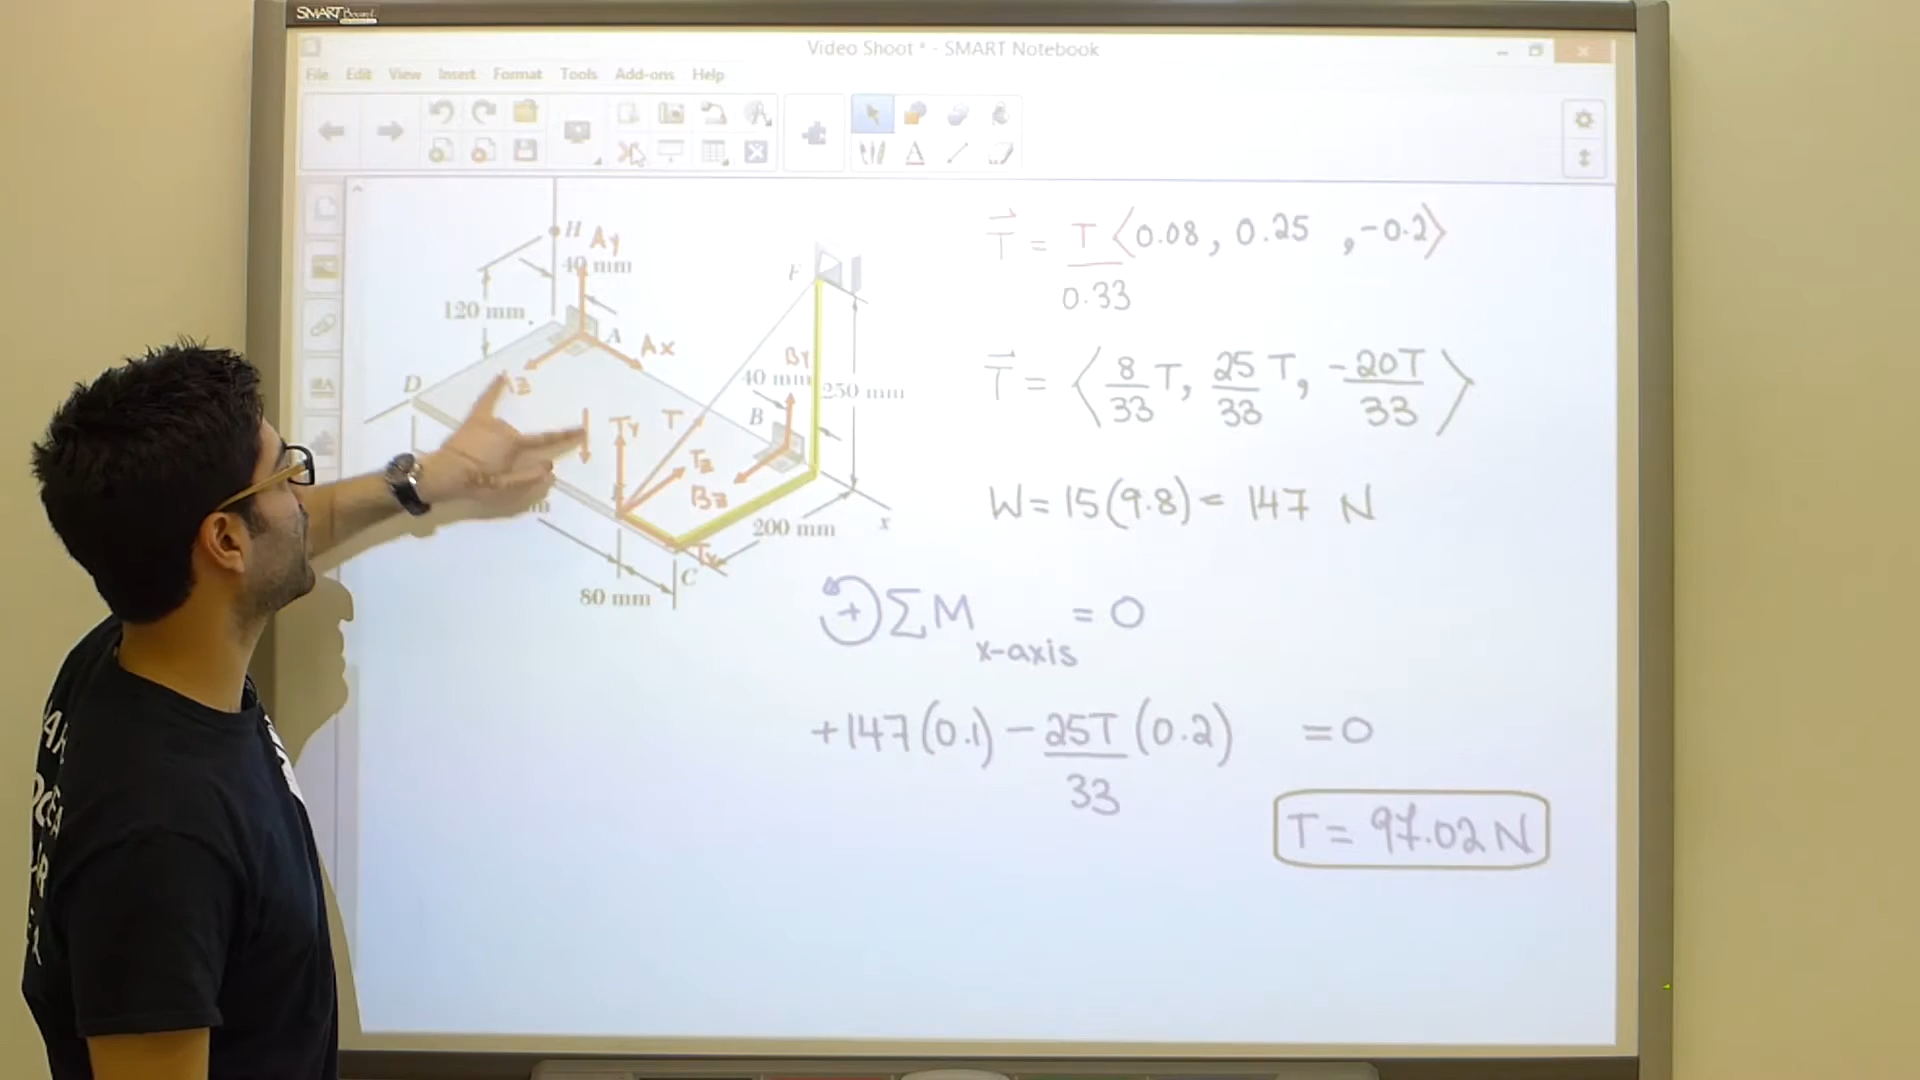 SMART Board
Video Shoot * - SMART Notebook
File Edit View Insert Format Tools Add-ons Help
H
Ay
40 mm
120 mm
A
Ax
Az
D
F
By
40 mm
250 mm
B
Ty
T
Tz
Bz
200 mm
x
Tx
C
80 mm
T = T/0.33 ⟨0.08, 0.25, -0.2⟩
T = ⟨8/33 T, 25/33 T, -20T/33⟩
W = 15(9.8) = 147 N
+ ΣM x-axis = 0
+147(0.1) - 25T/33 (0.2) = 0
T = 97.02 N